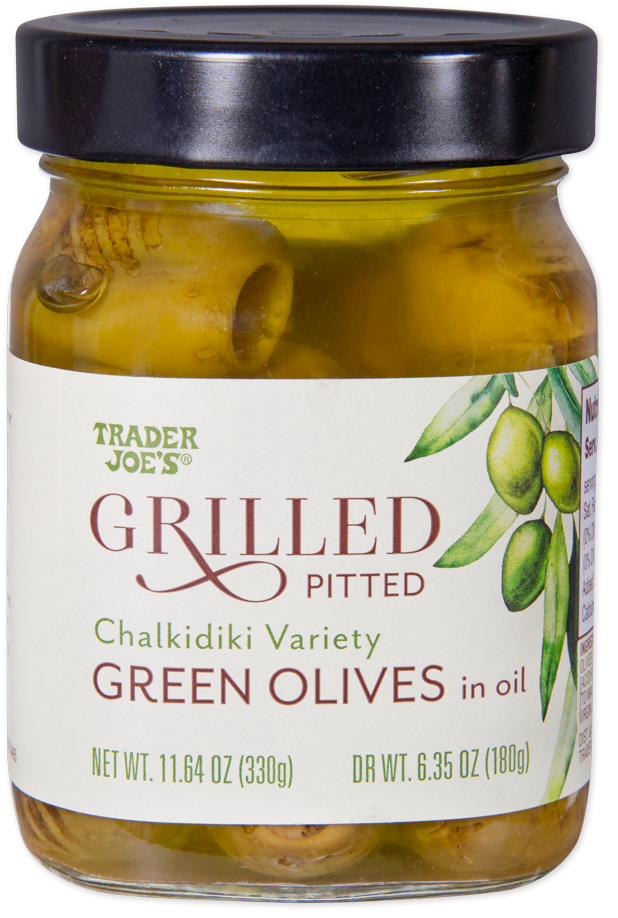 TRADER
JOE'S®
GRILLED
PITTED
Chalkidiki Variety
GREEN OLIVES in oil
NET WT. 11.64 OZ (330g)
DR WT. 6.35 OZ (180g)